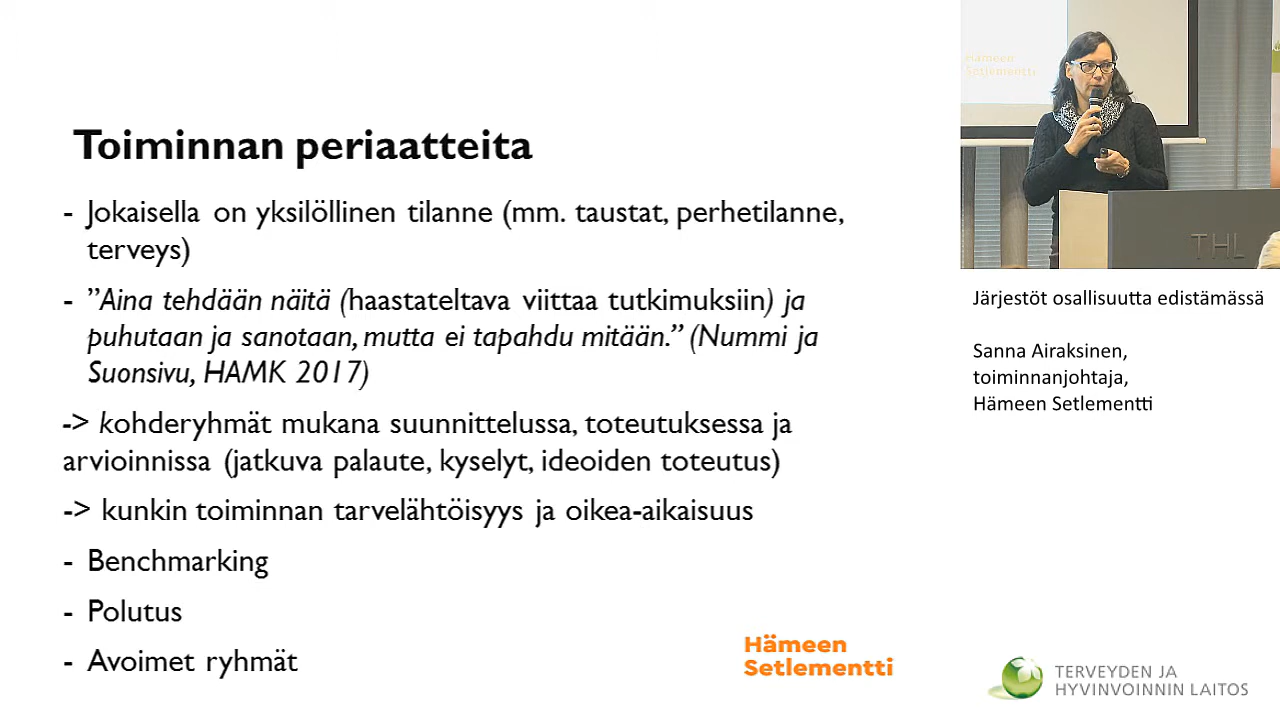 Toiminnan periaatteita
- Jokaisella on yksilöllinen tilanne (mm. taustat, perhetilanne,
terveys)
- ”Aina tehdään näitä (haastateltava viittaa tutkimuksiin) ja
puhutaan ja sanotaan, mutta ei tapahdu mitään.” (Nummi ja
Suonsivu, HAMK 2017)
-> kohderyhmät mukana suunnittelussa, toteutuksessa ja
arvioinnissa (jatkuva palaute, kyselyt, ideoiden toteutus)
-> kunkin toiminnan tarvelähtöisyys ja oikea-aikaisuus
- Benchmarking
- Polutus
- Avoimet ryhmät
Hämeen
Setlementti
Hämeen
Setlementti
THL
Järjestöt osallisuutta edistämässä
Sanna Airaksinen,
toiminnanjohtaja,
Hämeen Setlementti
TERVEYDEN JA
HYVINVOINNIN LAITOS